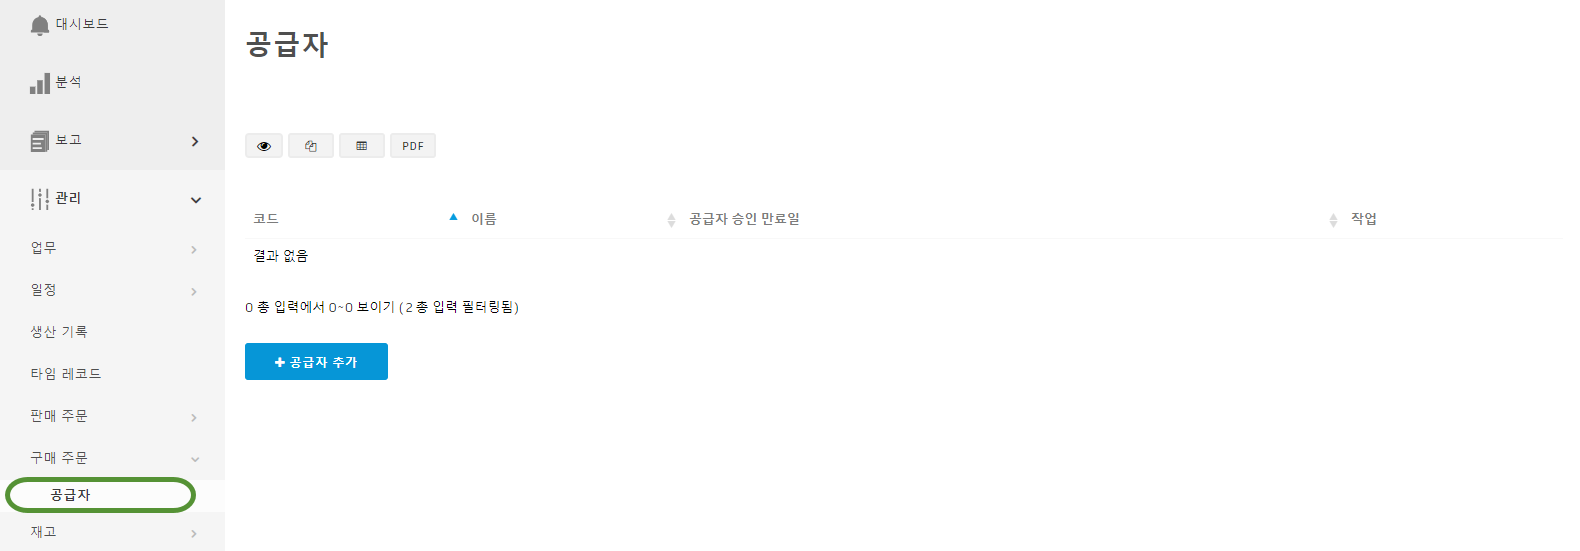 대시보드
분석
보고
관리
업무
일정
생산 기록
타임 레코드
판매 주문
구매 주문
공급자
재고
공급자
PDF
코드 이름 공급자 승인 만료일 작업
결과 없음
0 총 입력에서 0~0 보이기 ( 2 총 입력 필터링됨)
+ 공급자 추가